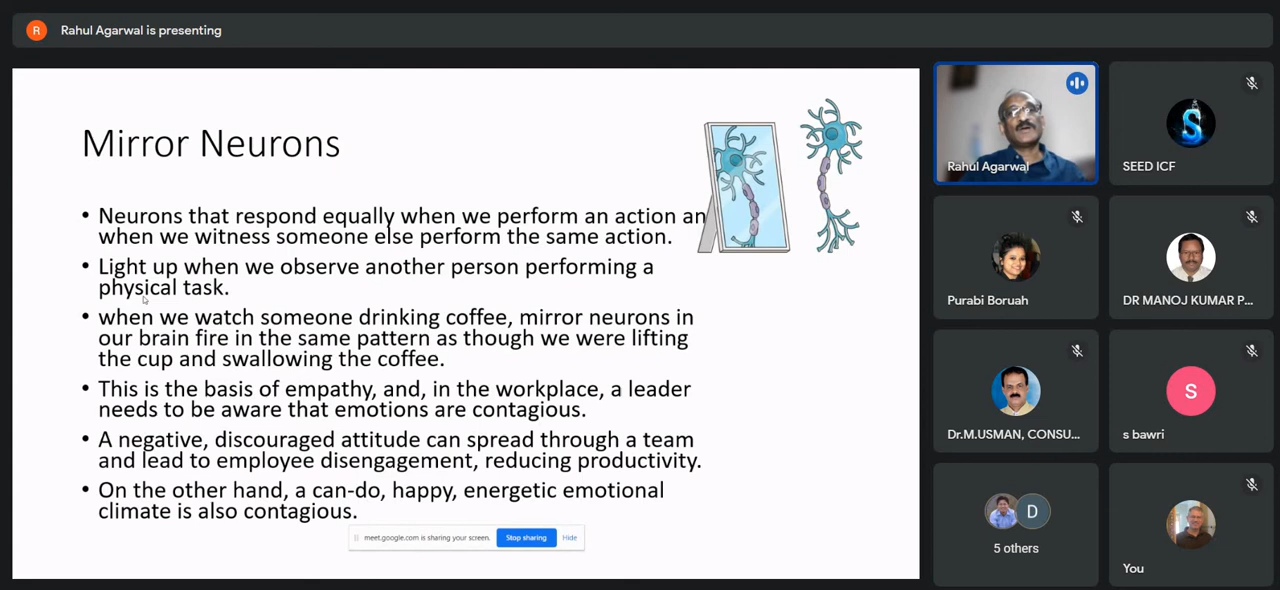 R
Rahul Agarwal is presenting
Mirror Neurons
• Neurons that respond equally when we perform an action an
when we witness someone else perform the same action.
• Light up when we observe another person performing a
physical task.
• when we watch someone drinking coffee, mirror neurons in
our brain fire in the same pattern as though we were lifting
the cup and swallowing the coffee.
• This is the basis of empathy, and, in the workplace, a leader
needs to be aware that emotions are contagious.
• A negative, discouraged attitude can spread through a team
and lead to employee disengagement, reducing productivity.
• On the other hand, a can-do, happy, energetic emotional
climate is also contagious.
meet.google.com is sharing your screen. Stop sharing Hide
Rahul Agarwal
S
SEED ICF
Purabi Boruah
DR MANOJ KUMAR P...
Dr.M.USMAN, CONSU...
S
s bawri
D
5 others
You